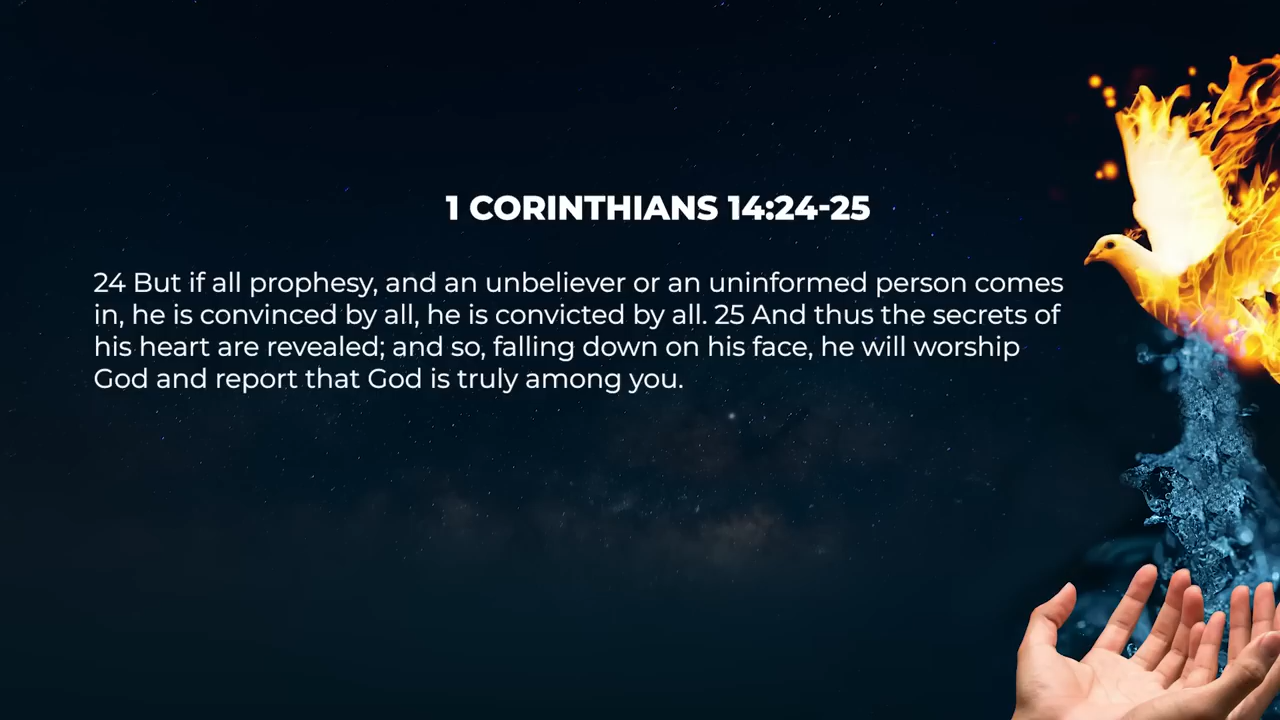 1 CORINTHIANS 14:24-25
24 But if all prophesy, and an unbeliever or an uninformed person comes
in, he is convinced by all, he is convicted by all. 25 And thus the secrets of
his heart are revealed; and so, falling down on his face, he will worship
God and report that God is truly among you.